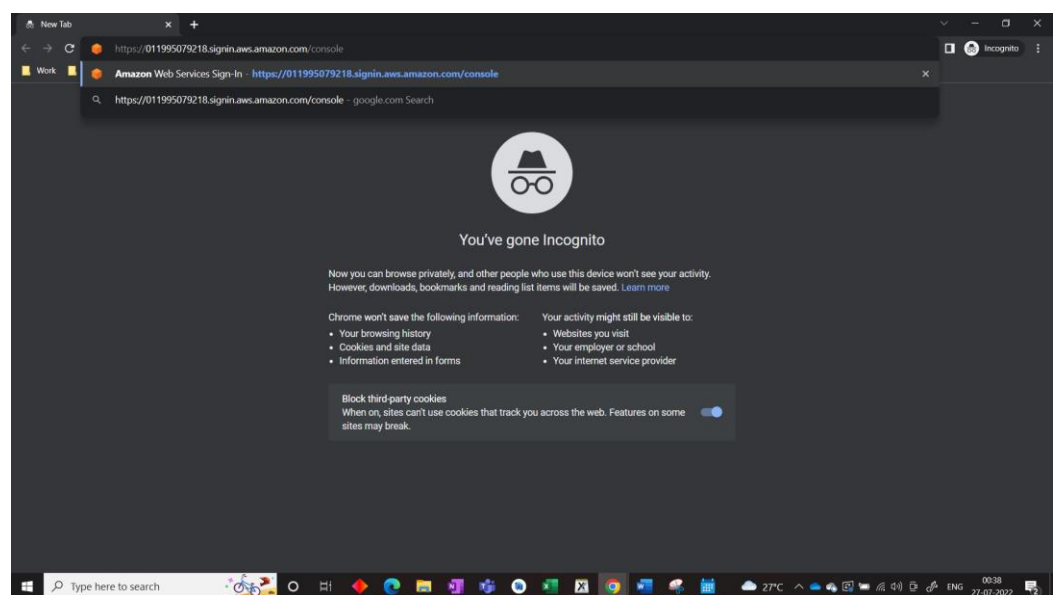 New Tab
https://011995079218.signin.aws.amazon.com/console
Incognito
Work
Amazon Web Services Sign-In - https://011995079218.signin.aws.amazon.com/console
https://011995079218.signin.aws.amazon.com/console - google.com Search
You've gone Incognito
Now you can browse privately, and other people who use this device won't see your activity.
However, downloads, bookmarks and reading list items will be saved. Learn more
Chrome won't save the following information:
• Your browsing history
• Cookies and site data
• Information entered in forms
Your activity might still be visible to:
• Websites you visit
• Your employer or school
• Your internet service provider
Block third-party cookies
When on, sites can't use cookies that track you across the web. Features on some
sites may break.
Type here to search
27°C
ENG
00:38
27-07-2022